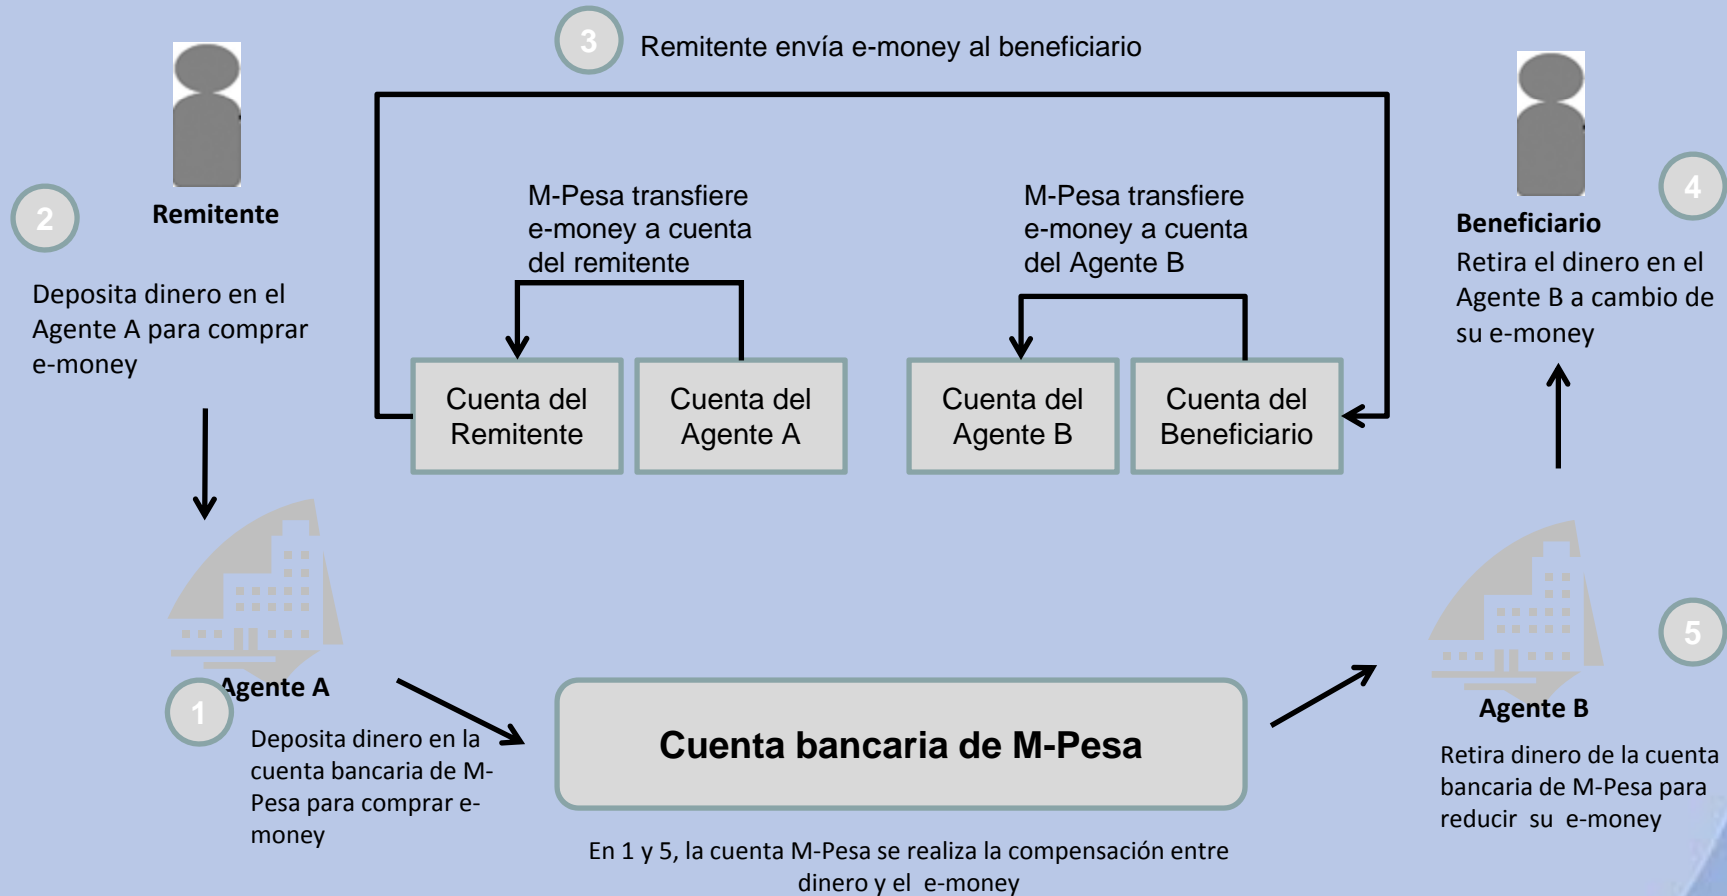 3
Remitente envía e-money al beneficiario
2
Remitente
Deposita dinero en el
Agente A para comprar
e-money
M-Pesa transfiere
e-money a cuenta
del remitente
M-Pesa transfiere
e-money a cuenta
del Agente B
4
Beneficiario
Retira el dinero en el
Agente B a cambio de
su e-money
Cuenta del
Remitente
Cuenta del
Agente A
Cuenta del
Agente B
Cuenta del
Beneficiario
Agente A
1
Deposita dinero en la
cuenta bancaria de M-
Pesa para comprar e-
money
Cuenta bancaria de M-Pesa
5
Agente B
Retira dinero de la cuenta
bancaria de M-Pesa para
reducir su e-money
En 1 y 5, la cuenta M-Pesa se realiza la compensación entre
dinero y el e-money